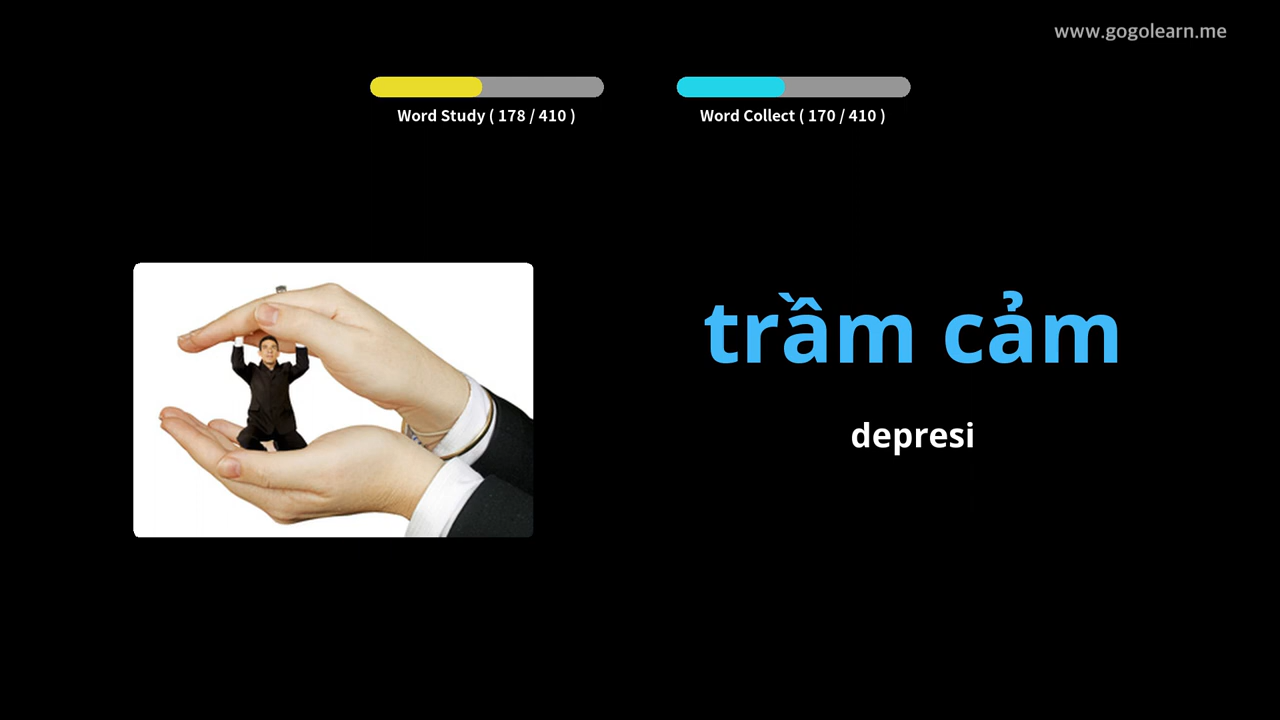 www.gogolearn.me
Word Study ( 178 / 410 )
Word Collect ( 170 / 410 )
trầm cảm
depresi